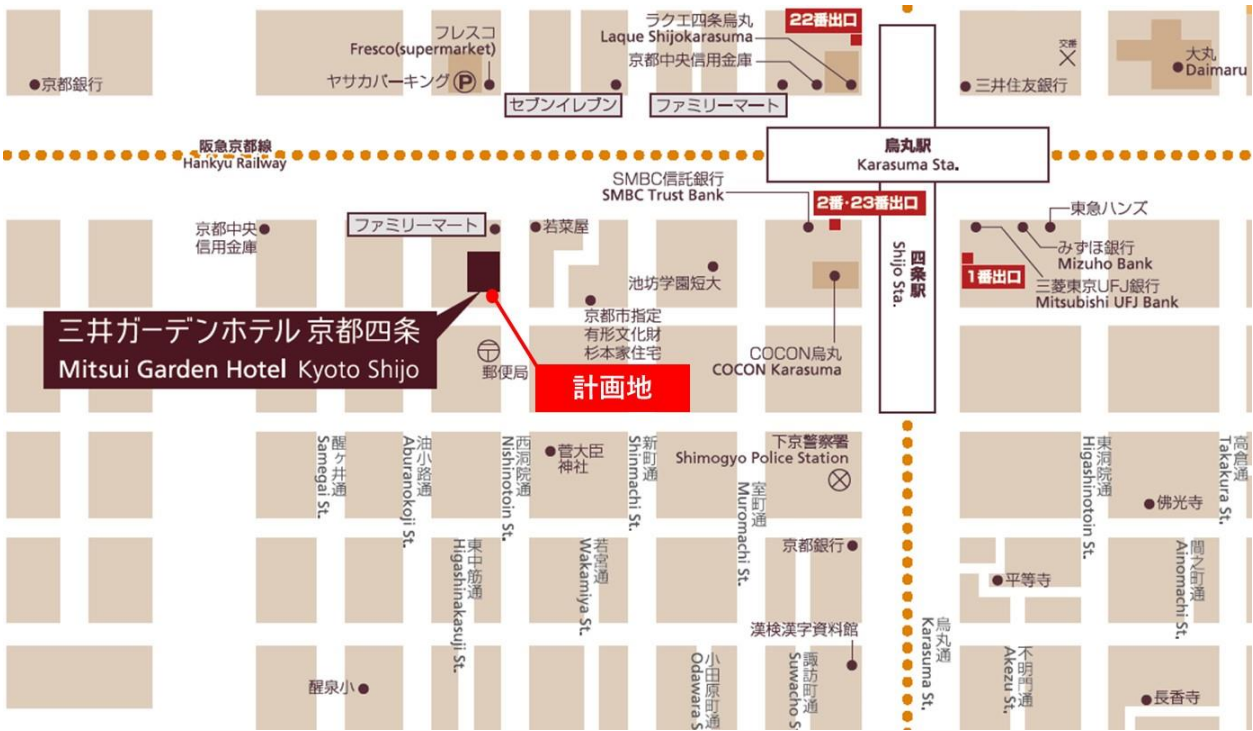 フレスコ
Fresco(supermarket)
ヤサカパーキング P
京都銀行
セブンイレブン
ラクエ四条烏丸
Laque Shijokarasuma
22番出口
京都中央信用金庫
ファミリーマート
三井住友銀行
交番
大丸
Daimaru
阪急京都線
Hankyu Railway
烏丸駅
Karasuma Sta.
SMBC信託銀行
SMBC Trust Bank
2番・23番出口
四条駅
Shijo Sta.
東急ハンズ
みずほ銀行
Mizuho Bank
1番出口
三菱東京UFJ銀行
Mitsubishi UFJ Bank
京都中央
信用金庫
ファミリーマート
若菜屋
池坊学園短大
京都市指定
有形文化財
杉本家住宅
COCON烏丸
COCON Karasuma
三井ガーデンホテル 京都四条
Mitsui Garden Hotel Kyoto Shijo
〒
郵便局
計画地
醒ヶ井通
Samegai St.
油小路通
Aburanokoji St.
西洞院通
Nishinotoin St.
菅大臣
神社
新町通
Shinmachi St.
下京警察署
Shimogyo Police Station
室町通
Muromachi St.
東洞院通
Higashinotoin St.
高倉通
Takakura St.
佛光寺
東中筋通
Higashinakasuji St.
若宮通
Wakamiya St.
京都銀行
平等寺
間之町通
Ainomachi St.
漢検漢字資料館
烏丸通
Karasuma St.
醒泉小
小田原町通
Odawara S
諏訪町通
Suwacho S
不明門通
Akezu St.
長香寺